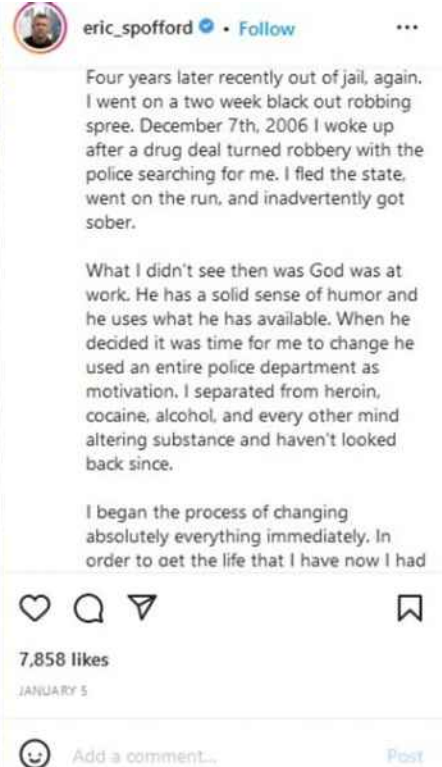 eric_spofford • Follow
Four years later recently out of jail, again.
I went on a two week black out robbing
spree. December 7th, 2006 I woke up
after a drug deal turned robbery with the
police searching for me. I fled the state,
went on the run, and inadvertently got
sober.
What I didn't see then was God was at
work. He has a solid sense of humor and
he uses what he has available. When he
decided it was time for me to change he
used an entire police department as
motivation. I separated from heroin,
cocaine, alcohol, and every other mind
altering substance and haven't looked
back since.
I began the process of changing
absolutely everything immediately. In
order to get the life that I have now I had
7,858 likes
JANUARY 5
Add a comment...
Post